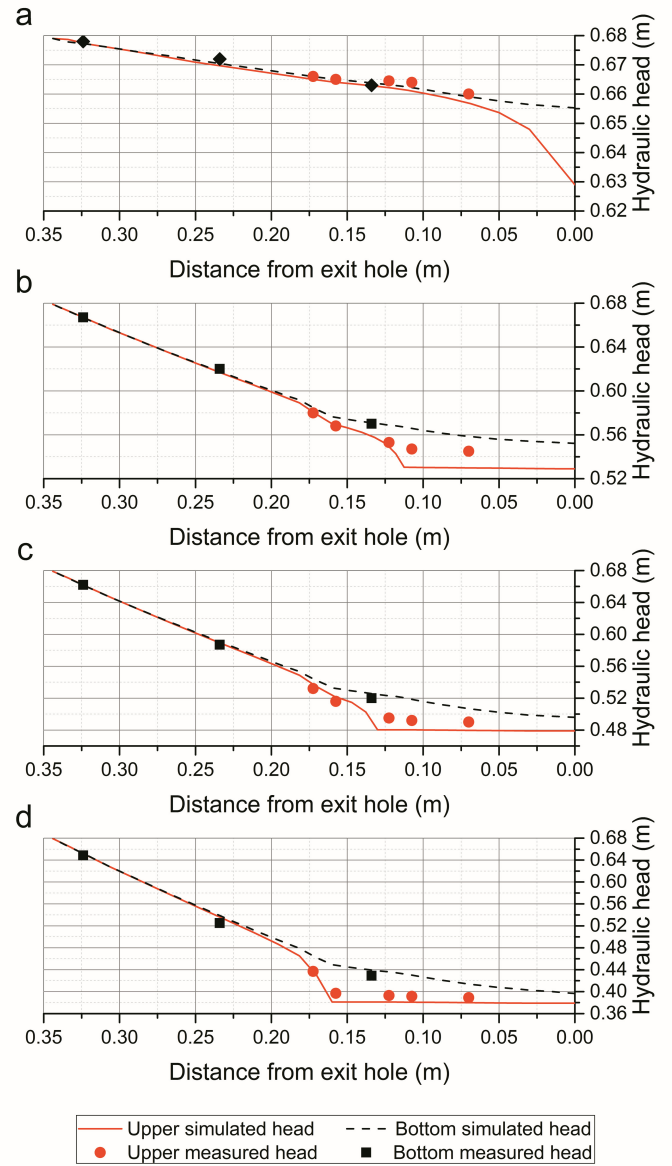 a
0.68
0.67
0.66
0.65
0.64
0.63
0.62
Hydraulic head (m)
0.35 0.30 0.25 0.20 0.15 0.10 0.05 0.00
Distance from exit hole (m)
b
0.68
0.64
0.60
0.56
0.52
Hydraulic head (m)
0.35 0.30 0.25 0.20 0.15 0.10 0.05 0.00
Distance from exit hole (m)
c
0.68
0.64
0.60
0.56
0.52
0.48
Hydraulic head (m)
0.35 0.30 0.25 0.20 0.15 0.10 0.05 0.00
Distance from exit hole (m)
d
0.68
0.64
0.60
0.56
0.52
0.48
0.44
0.40
0.36
Hydraulic head (m)
0.35 0.30 0.25 0.20 0.15 0.10 0.05 0.00
Distance from exit hole (m)
Upper simulated head Bottom simulated head
Upper measured head Bottom measured head